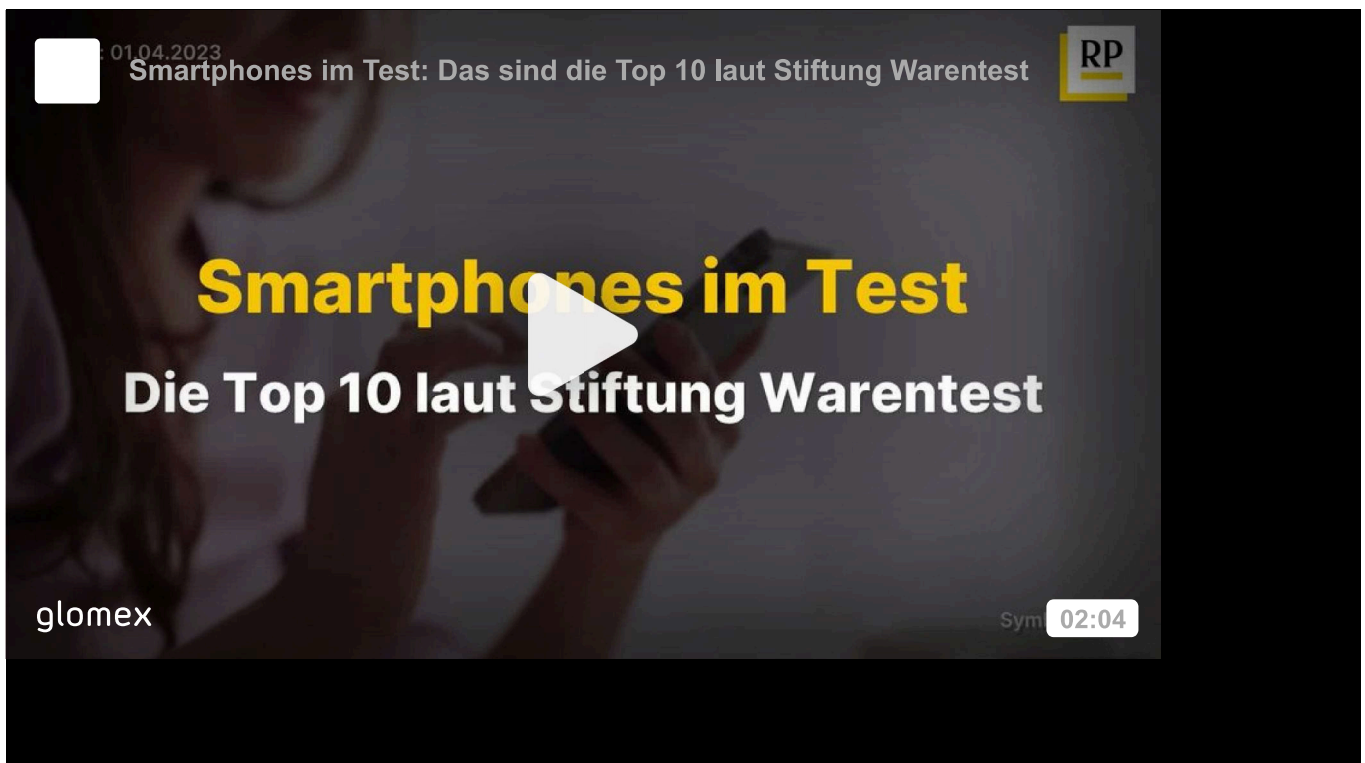 : 01.04.2023
Smartphones im Test: Das sind die Top 10 laut Stiftung Warentest
RP
Smartphones im Test
Die Top 10 laut Stiftung Warentest
glomex
02:04